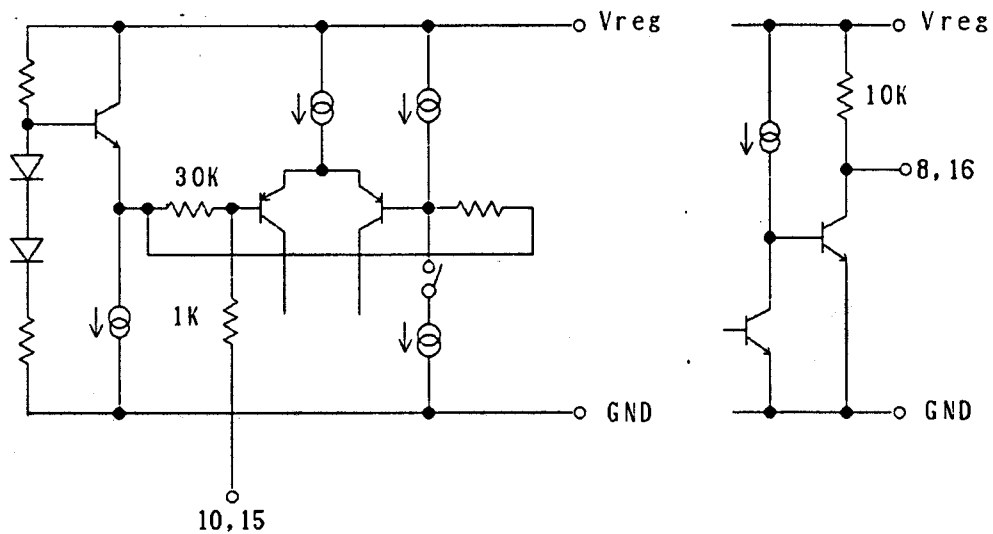 Vreg
Vreg
10K
8,16
30K
1K
GND
GND
10,15